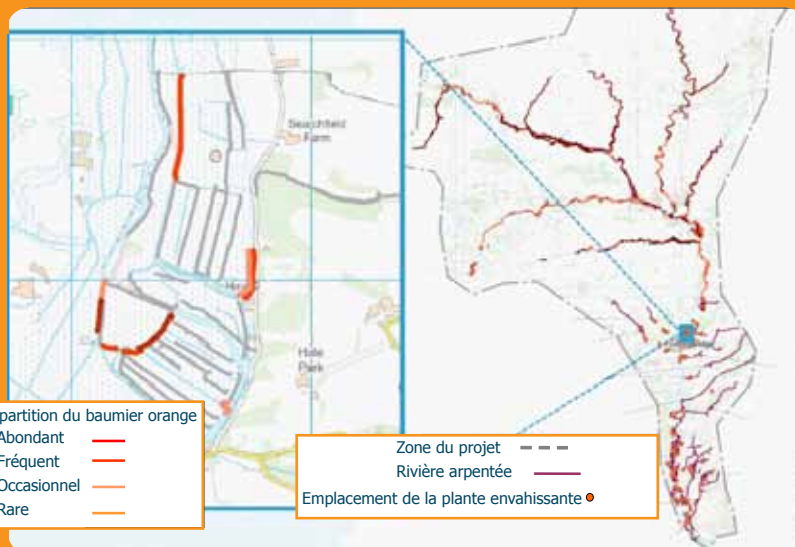 Farm
Hole
Park
partition du baumier orange
Abondant
Fréquent
Occasionnel
Rare
Zone du projet
Rivière arpentée
Emplacement de la plante envahissante